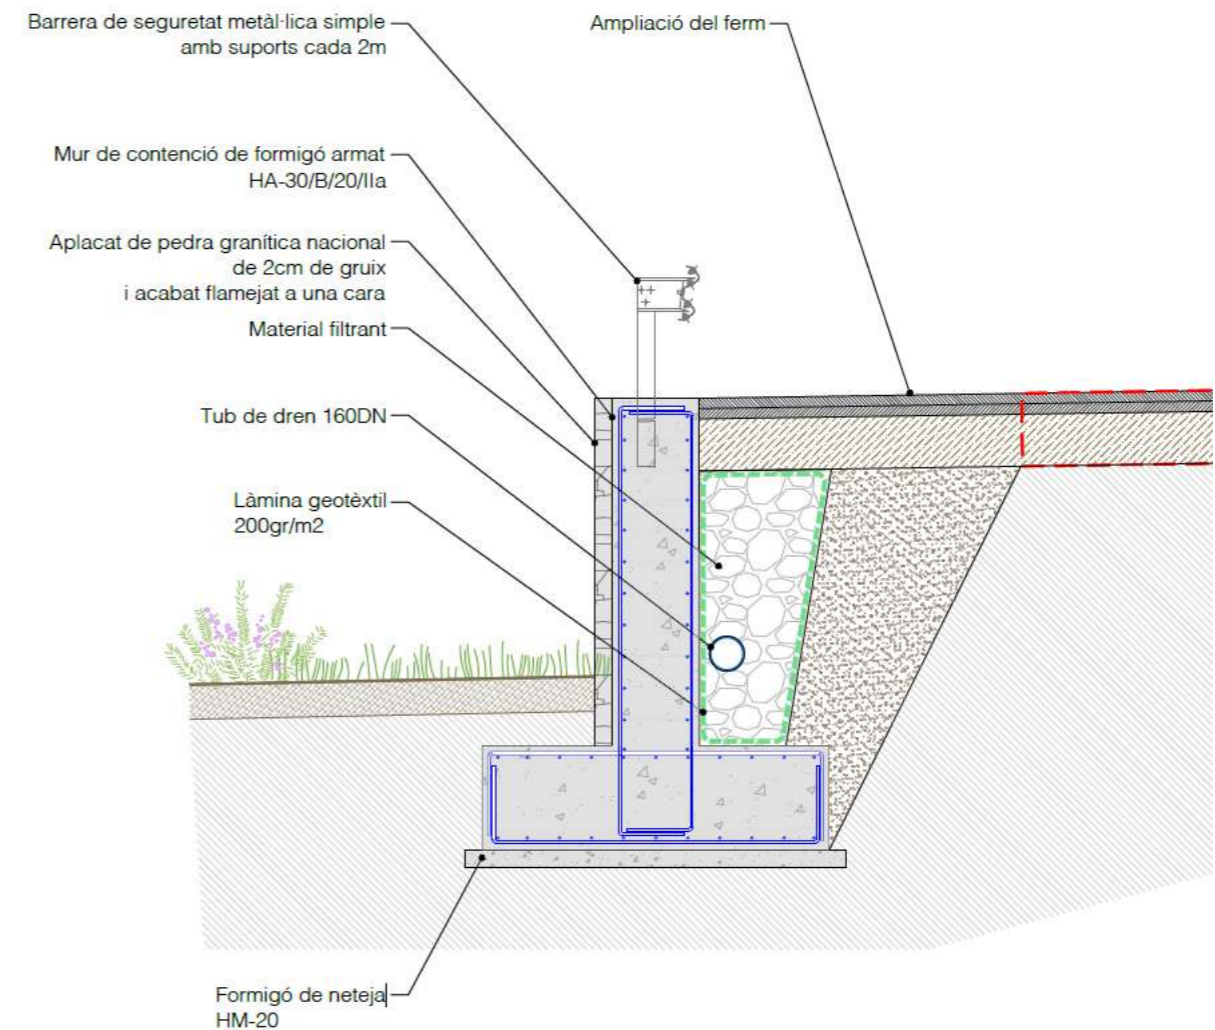 Barrera de seguretat metàl·lica simple
amb suports cada 2m
Ampliació del ferm
Mur de contenció de formigó armat
HA-30/B/20/IIa
Aplacat de pedra granítica nacional
de 2cm de gruix
i acabat flamejat a una cara
Material filtrant
Tub de dren 160DN
Làmina geotèxtil
200gr/m2
Formigó de neteja
HM-20